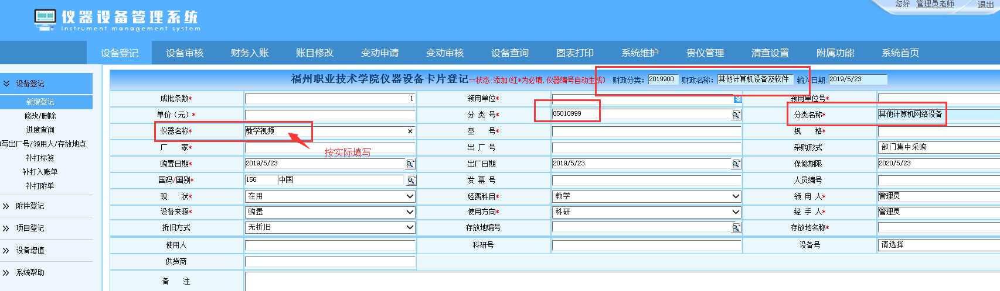 仪器设备管理系统
Instrument management system
您好 管理员老师 退出
设备登记 设备审核 财务入账 账目修改 变动申请 变动审核 设备查询 图表打印 系统维护 贵仪管理 清查设置 附属功能 系统首页
设备登记
新增登记
修改/删除
进度查询
写出厂号/领用人/存放地点
补打标签
补打入账单
补打附单
附件登记
项目登记
设备增值
系统帮助
福州职业技术学院仪器设备卡片登记--状态:添加(红*为必填,仪器编号自动生成) 财政分类: 2019900 财政名称: 其他计算机设备及软件 输入日期: 2019/5/23
成批条数* 1 领用单位* 领用单位号*
单价（元）* 分 类 号* 05010999 分类名称* 其他计算机网络设备
仪器名称* 教学视频 × 型 号* 规 格*
按实际填写
厂 家* 出 厂 号 采购形式 部门集中采购
购置日期* 2019/5/23 出厂日期 2019/5/23 保修期限 2020/5/23
国码/国别* 156 中国 发 票 号 人员编号
现 状* 在用 经费科目* 教学 领 用 人* 管理员
设备来源* 购置 使用方向* 科研 经 手 人* 管理员
折旧方式 无折旧 存放地编号 存放地名称*
使用人 科研号 设备号 请选择
供货商
备 注